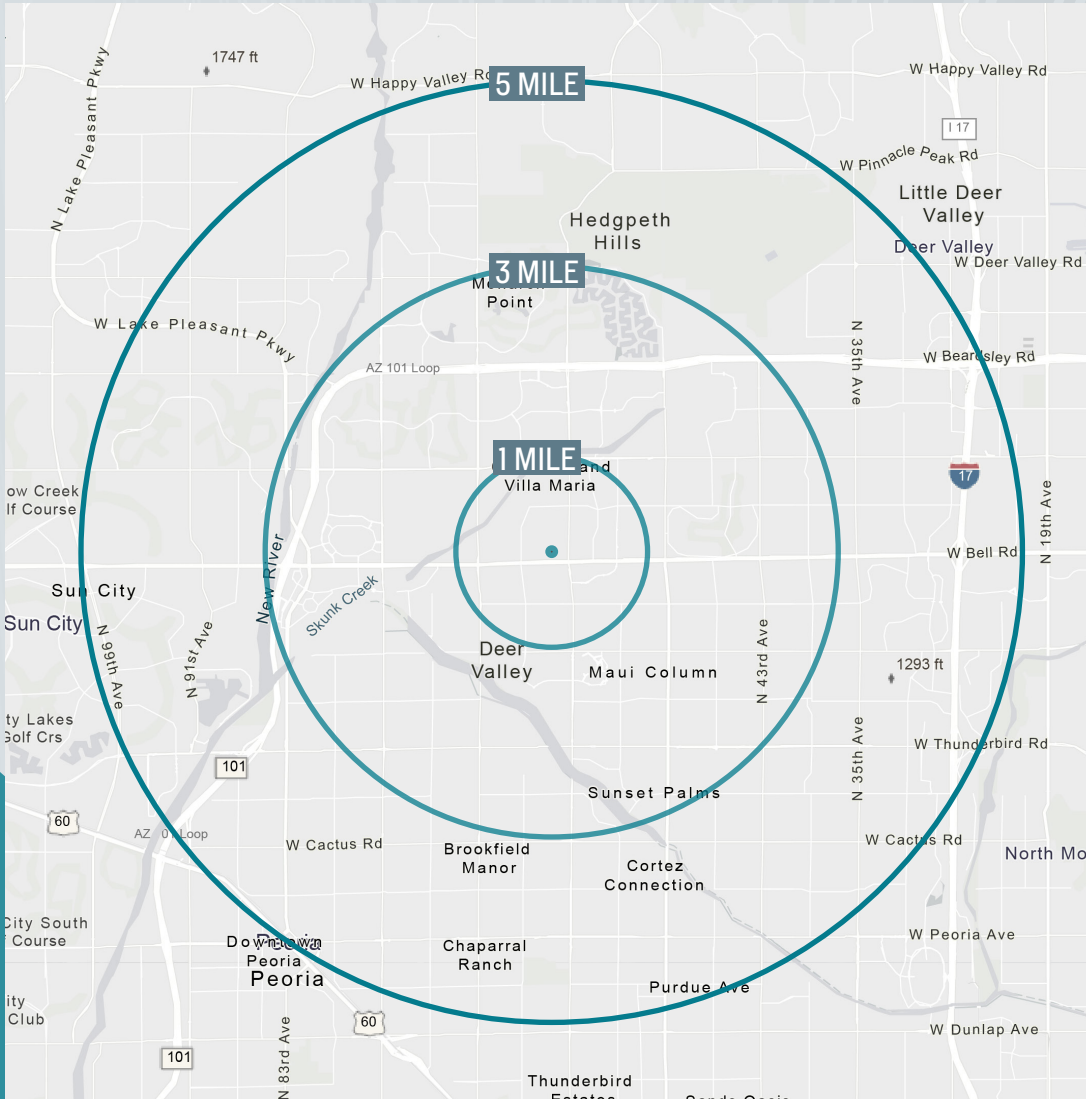 1747 ft
W Happy Valley Rd
W Happy Valley Rd
5 MILE
N Lake Pleasant Pkwy
I 17
W Pinnacle Peak Rd
Little Deer
Valley
Hedgpeth
Hills
Deer Valley
W Deer Valley Rd
3 MILE
Point
W Lake Pleasant Pkwy
N 35th Ave
W Beardsley Rd
AZ 101 Loop
1 MILE
and
Villa Maria
17
N 19th Ave
ow Creek
lf Course
W Bell Rd
New River
Skunk Creek
Sun City
Sun City
N 99th Ave
N 91st Ave
Deer
Valley
Maui Column
N 43rd Ave
1293 ft
ty Lakes
Golf Crs
N 35th Ave
W Thunderbird Rd
101
Sunset Palms
60
AZ 01 Loop
W Cactus Rd
W Cactus Rd
Brookfield
Manor
Cortez
Connection
North Mo
City South
Course
Downtown
Peoria
Peoria
Peoria
Chaparral
Ranch
W Peoria Ave
Purdue Ave
ity
Club
60
W Dunlap Ave
101
N 83rd Ave
Thunderbird
Estates